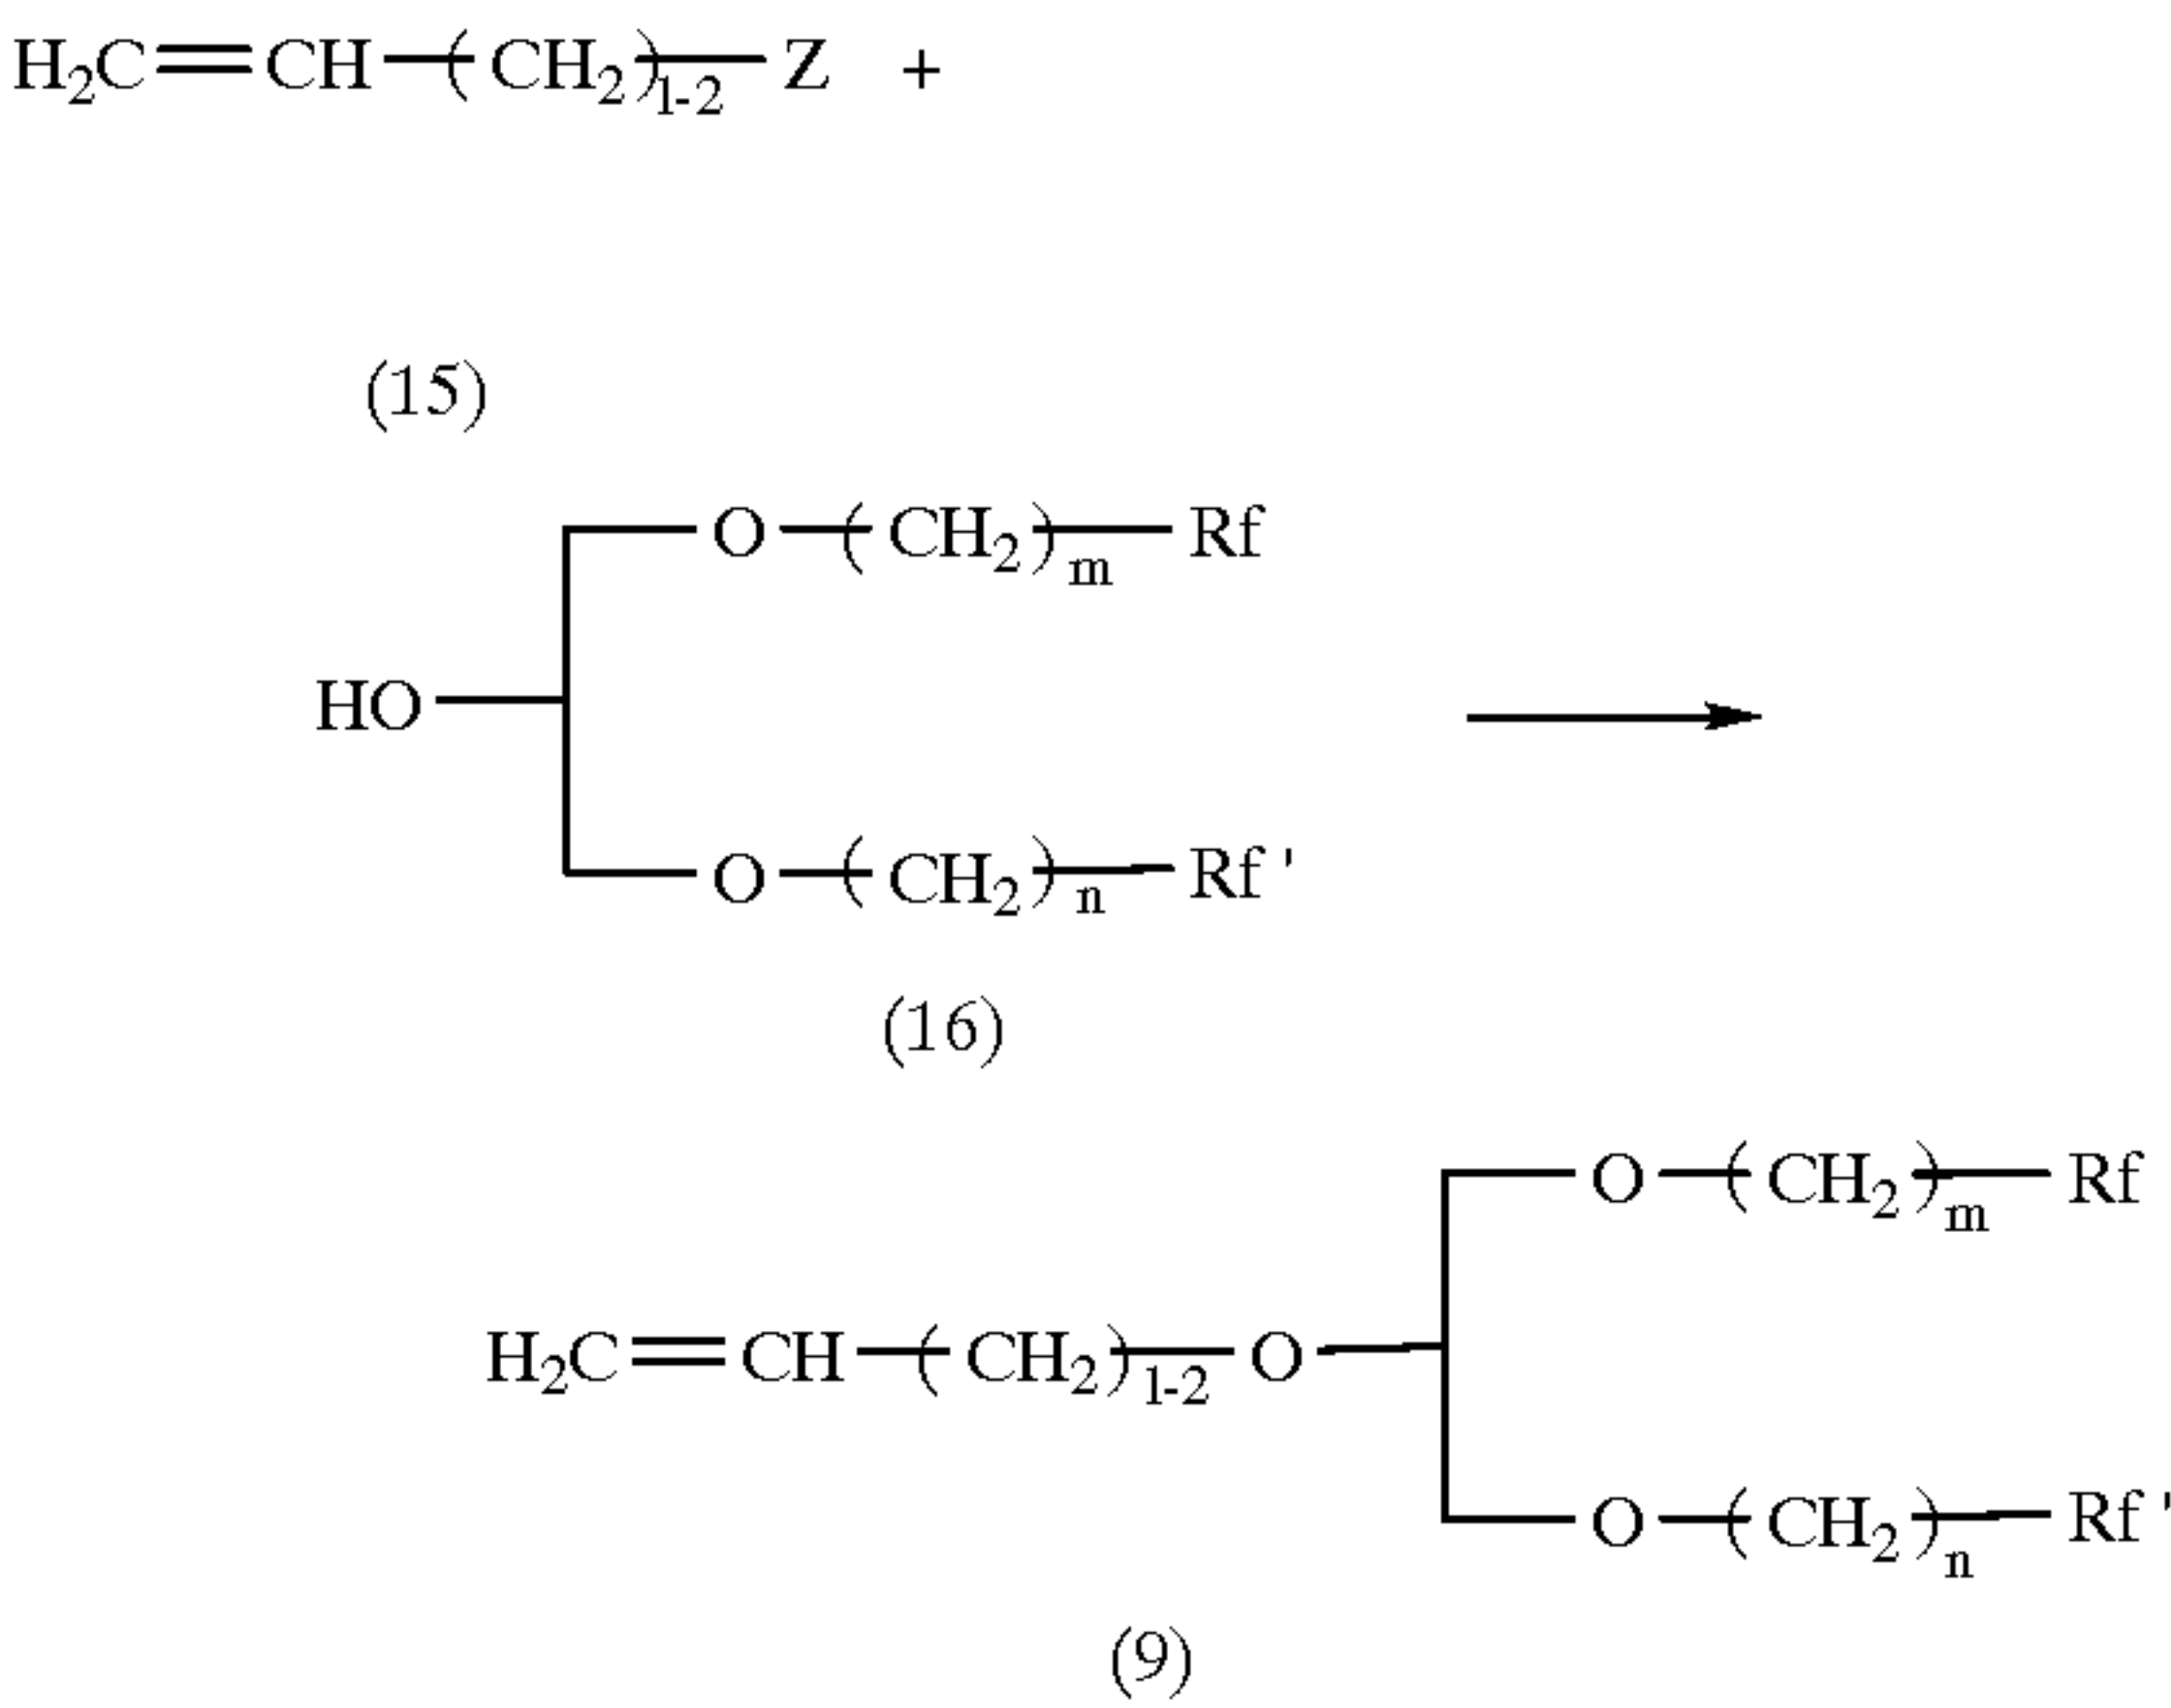 H2C=CH-(CH2)1-2-Z +
(15)
O-(CH2)m-Rf
HO
O-(CH2)n-Rf '
(16)
O-(CH2)m-Rf
H2C=CH-(CH2)1-2-O
O-(CH2)n-Rf '
(9)